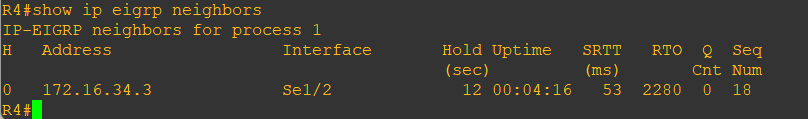 R4#show ip eigrp neighbors
IP-EIGRP neighbors for process 1
H   Address                 Interface       Hold Uptime   SRTT   RTO  Q  Seq
                                            (sec)         (ms)       Cnt Num
0   172.16.34.3             Se1/2             12 00:04:16   53  2280  0  18
R4#